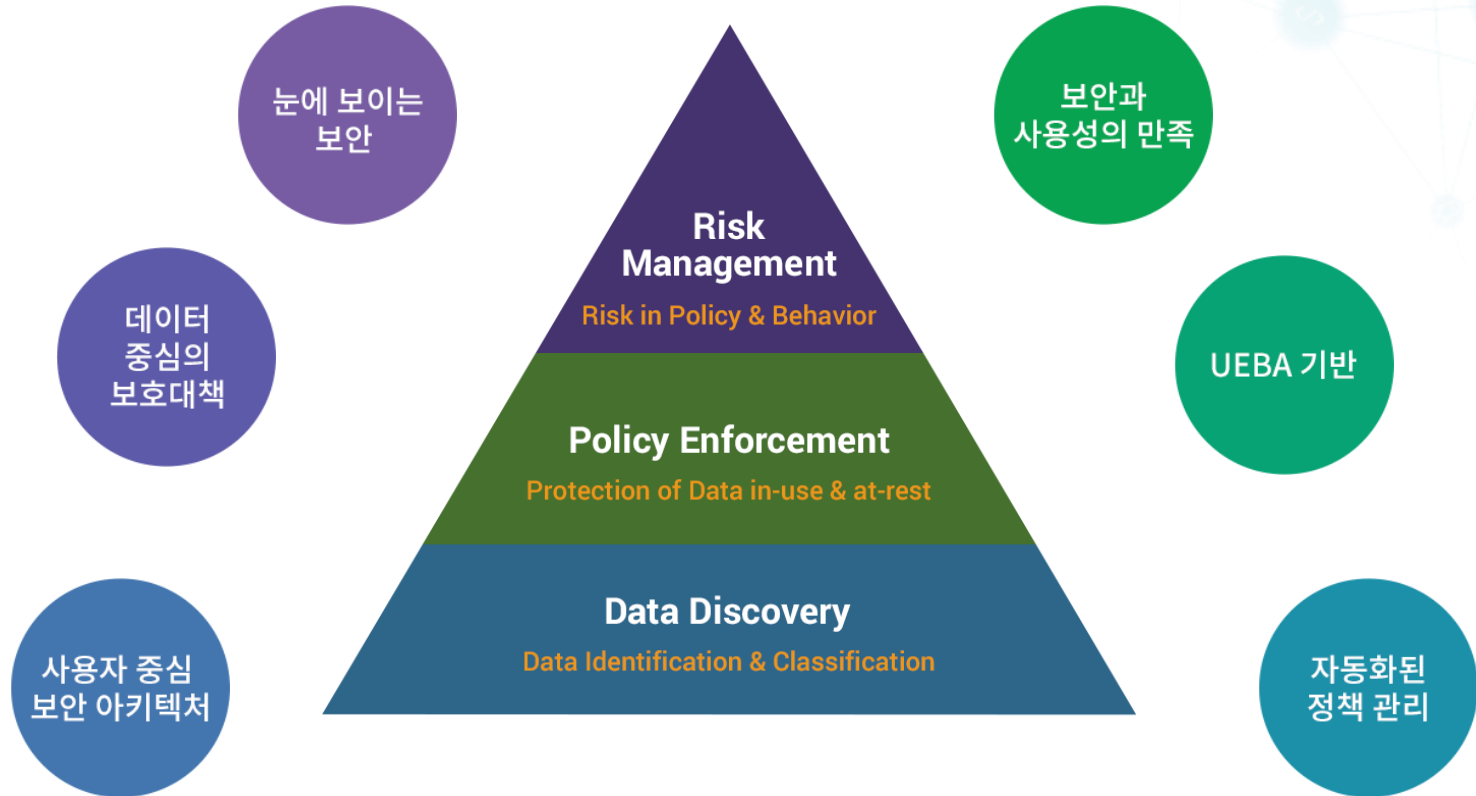 눈에 보이는
보안
보안과
사용성의 만족
Risk
Management
Risk in Policy & Behavior
데이터
중심의
보호대책
UEBA 기반
Policy Enforcement
Protection of Data in-use & at-rest
Data Discovery
Data Identification & Classification
사용자 중심
보안 아키텍처
자동화된
정책 관리